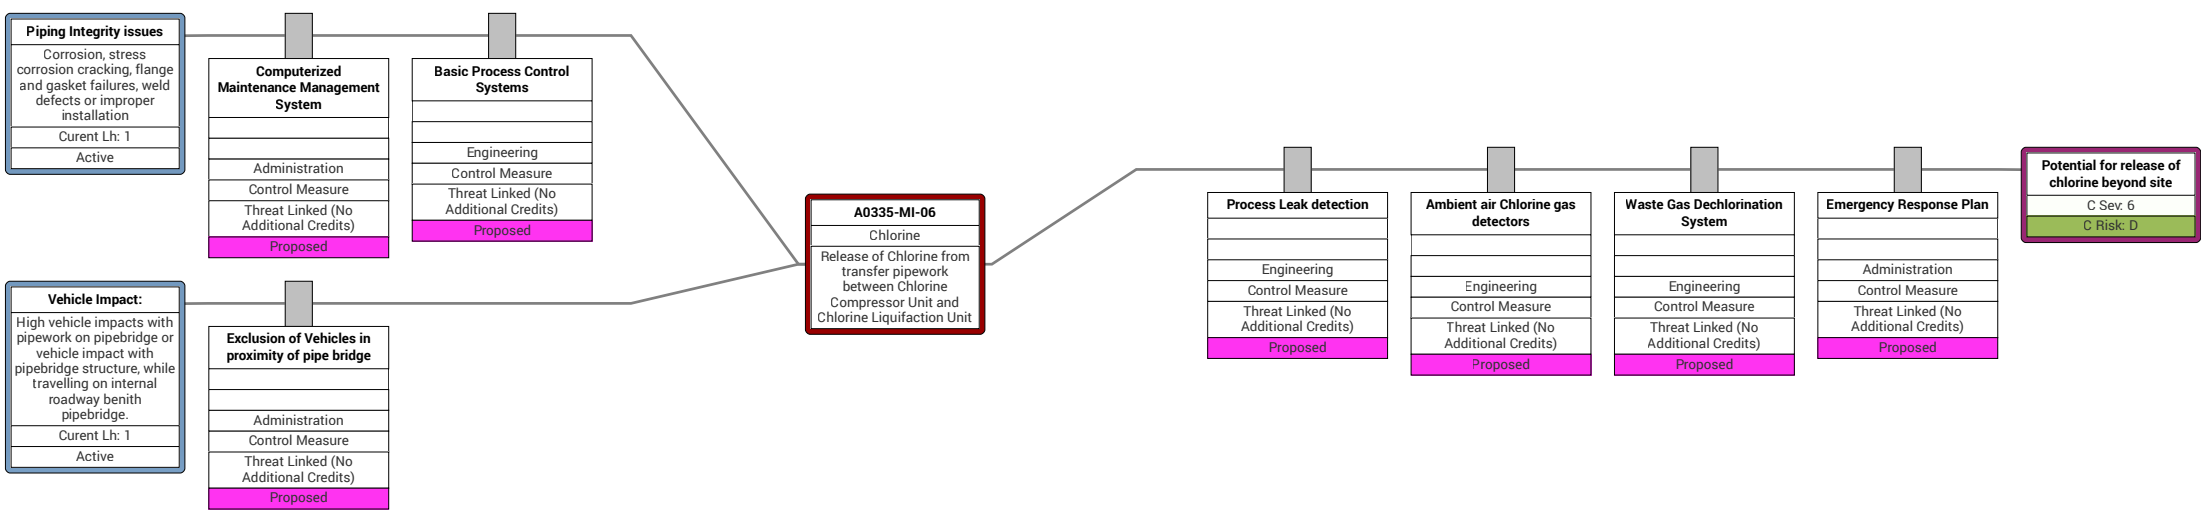 Piping Integrity issues
Corrosion, stress
corrosion cracking, flange
and gasket failures, weld
defects or improper
installation
Curent Lh: 1
Active
Computerized
Maintenance Management
System
Administration
Control Measure
Threat Linked (No
Additional Credits)
Proposed
Basic Process Control
Systems
Engineering
Control Measure
Threat Linked (No
Additional Credits)
Proposed
Vehicle Impact:
High vehicle impacts with
pipework on pipebridge or
vehicle impact with
pipebridge structure, while
travelling on internal
roadway benith
pipebridge.
Curent Lh: 1
Active
Exclusion of Vehicles in
proximity of pipe bridge
Administration
Control Measure
Threat Linked (No
Additional Credits)
Proposed
A0335-MI-06
Chlorine
Release of Chlorine from
transfer pipework
between Chlorine
Compressor Unit and
Chlorine Liquifaction Unit
Process Leak detection
Engineering
Control Measure
Threat Linked (No
Additional Credits)
Proposed
Ambient air Chlorine gas
detectors
Engineering
Control Measure
Threat Linked (No
Additional Credits)
Proposed
Waste Gas Dechlorination
System
Engineering
Control Measure
Threat Linked (No
Additional Credits)
Proposed
Emergency Response Plan
Administration
Control Measure
Threat Linked (No
Additional Credits)
Proposed
Potential for release of
chlorine beyond site
C Sev: 6
C Risk: D